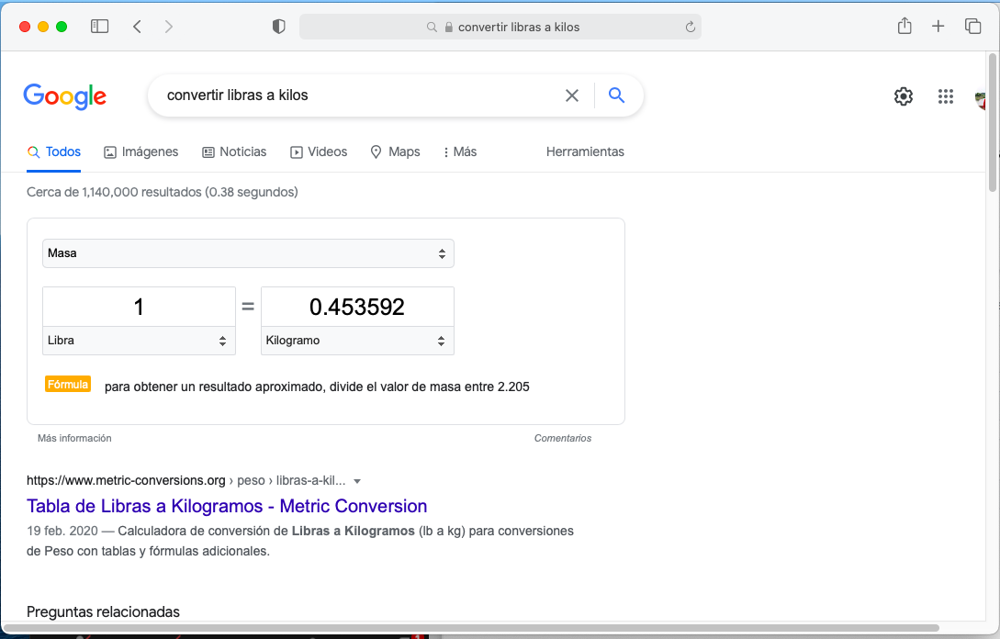 convertir libras a kilos
Google
convertir libras a kilos
Todos Imágenes Noticias Videos Maps Más Herramientas
Cerca de 1,140,000 resultados (0.38 segundos)
Masa
1 = 0.453592
Libra Kilogramo
Fórmula para obtener un resultado aproximado, divide el valor de masa entre 2.205
Más información Comentarios
https://www.metric-conversions.org › peso › libras-a-kil...
Tabla de Libras a Kilogramos - Metric Conversion
19 feb. 2020 — Calculadora de conversión de Libras a Kilogramos (lb a kg) para conversiones
de Peso con tablas y fórmulas adicionales.
Preguntas relacionadas
1